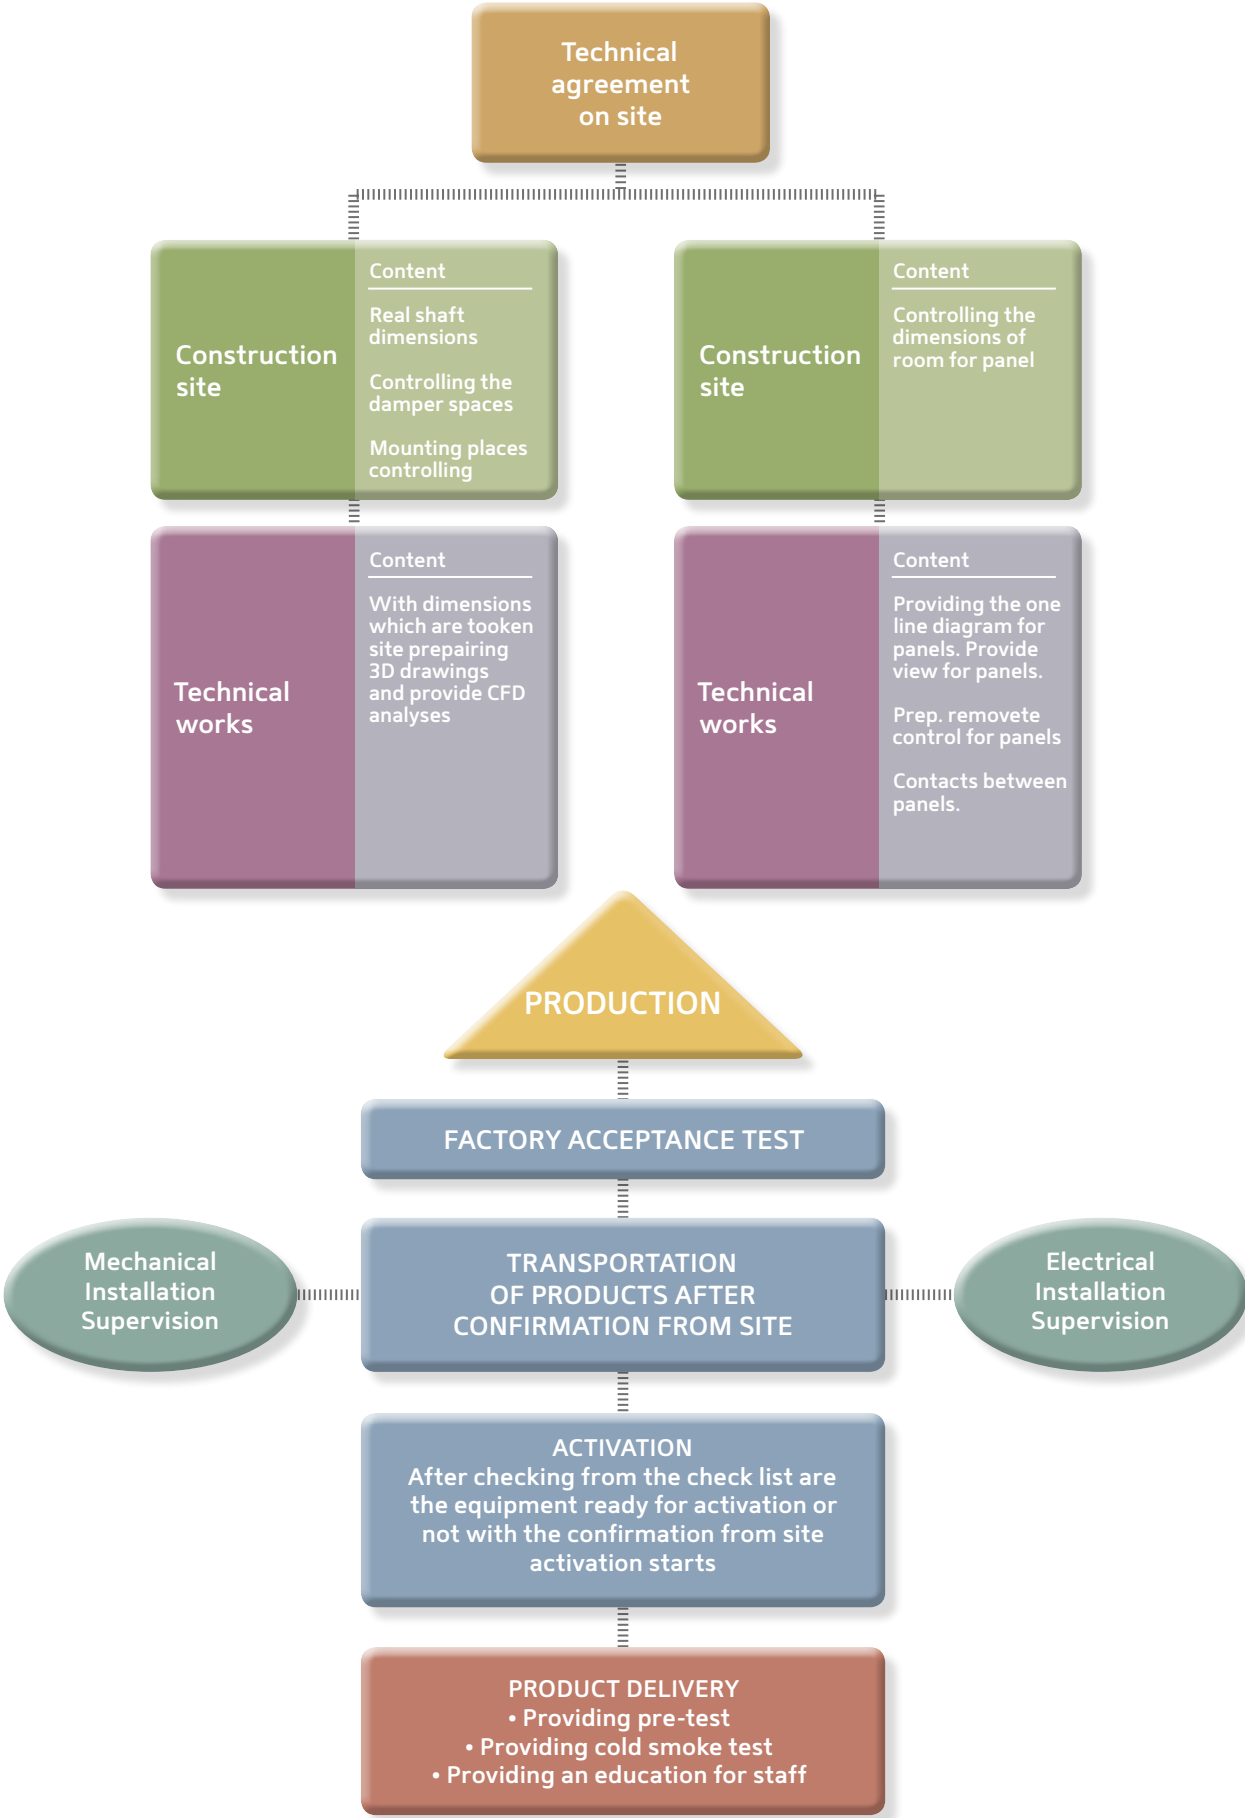 Technical
agreement
on site
Construction
site
Content
Real shaft
dimensions
Controlling the
damper spaces
Mounting places
controlling
Construction
site
Content
Controlling the
dimensions of
room for panel
Technical
works
Content
With dimensions
which are tooken
site prepairing
3D drawings
and provide CFD
analyses
Technical
works
Content
Providing the one
line diagram for
panels. Provide
view for panels.
Prep. removete
control for panels
Contacts between
panels.
PRODUCTION
FACTORY ACCEPTANCE TEST
Mechanical
Installation
Supervision
TRANSPORTATION
OF PRODUCTS AFTER
CONFIRMATION FROM SITE
Electrical
Installation
Supervision
ACTIVATION
After checking from the check list are
the equipment ready for activation or
not with the confirmation from site
activation starts
PRODUCT DELIVERY
• Providing pre-test
• Providing cold smoke test
• Providing an education for staff